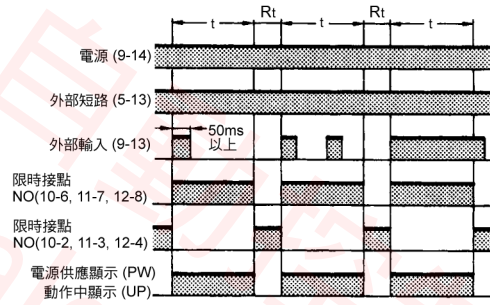 t Rt t Rt t
電源 (9-14)
外部短路 (5-13)
外部輸入 (9-13)
50ms
以上
限時接點
NO(10-6, 11-7, 12-8)
限時接點
NO(10-2, 11-3, 12-4)
電源供應顯示 (PW)
動作中顯示 (UP)